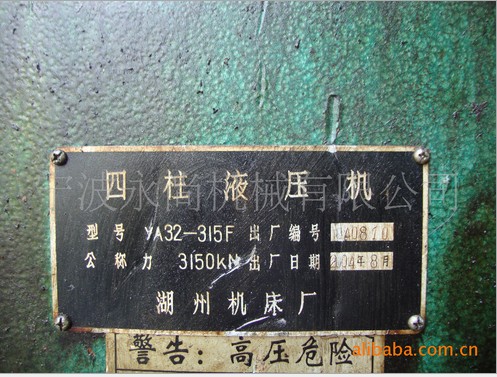 四柱液压机
型号 YA32-315F 出厂编号 040810
公称力 3150kN 出厂日期 2004年8月
湖州机床厂
警告:高压危险
宁波永尚机械有限公司
alibaba.com.cn